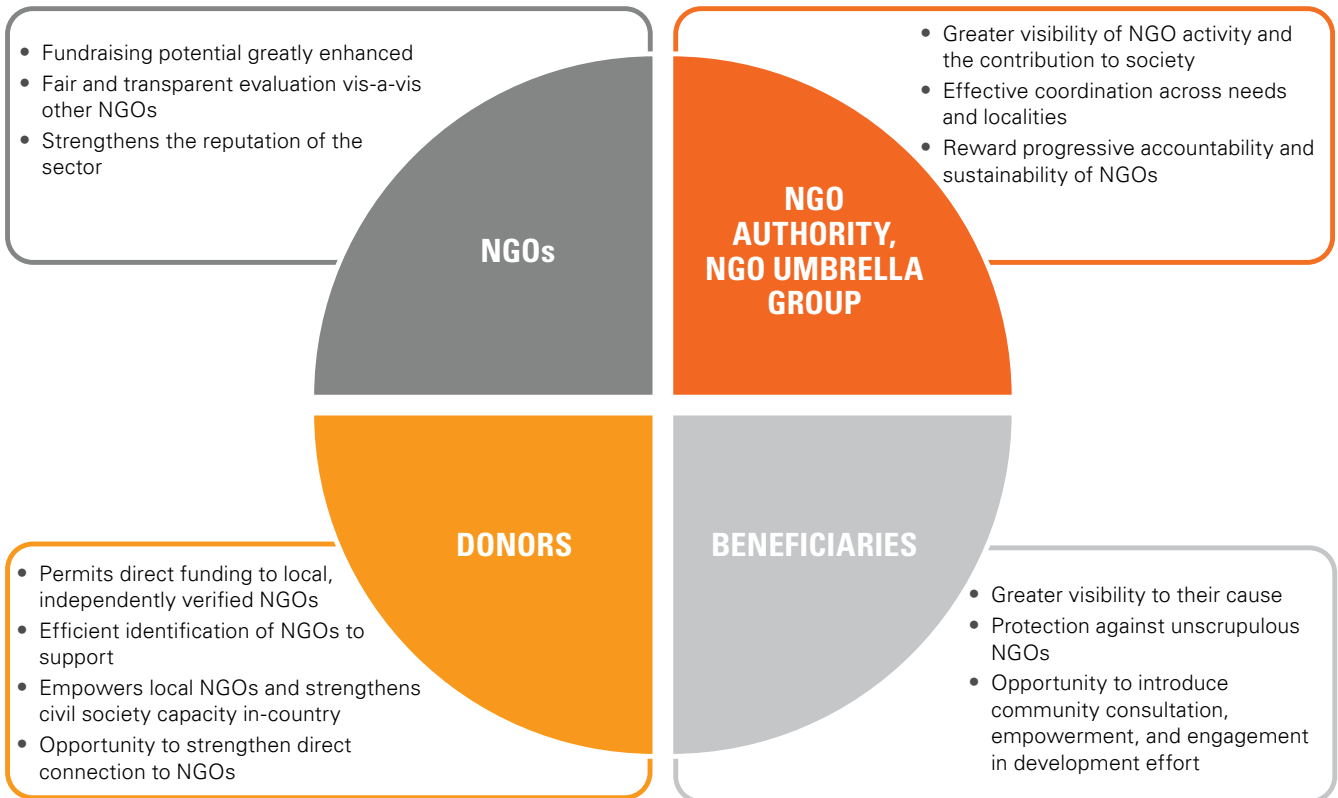 • Fundraising potential greatly enhanced
• Fair and transparent evaluation vis-a-vis
other NGOs
• Strengthens the reputation of the
sector
NGOs
• Greater visibility of NGO activity and
the contribution to society
• Effective coordination across needs
and localities
• Reward progressive accountability and
sustainability of NGOs
NGO
AUTHORITY,
NGO UMBRELLA
GROUP
DONORS
• Permits direct funding to local,
independently verified NGOs
• Efficient identification of NGOs to
support
• Empowers local NGOs and strengthens
civil society capacity in-country
• Opportunity to strengthen direct
connection to NGOs
BENEFICIARIES
• Greater visibility to their cause
• Protection against unscrupulous
NGOs
• Opportunity to introduce
community consultation,
empowerment, and engagement
in development effort